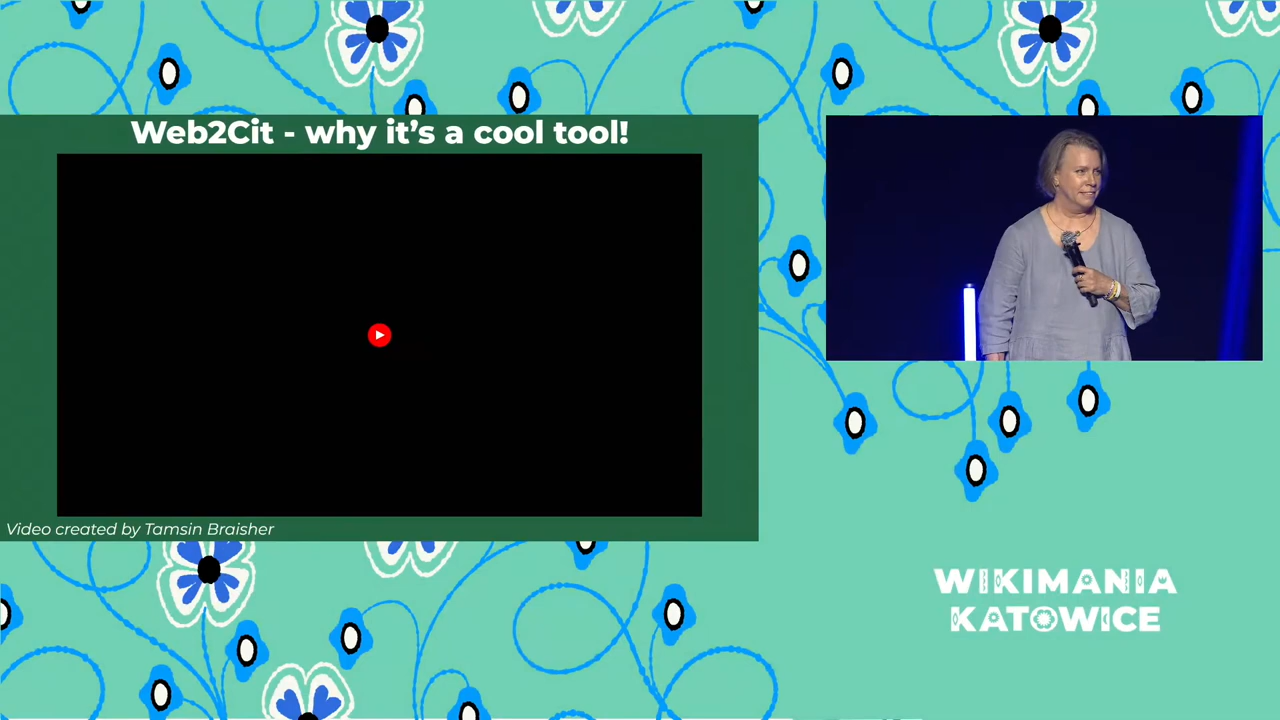 Web2Cit - why it's a cool tool!
Video created by Tamsin Braisher
WIKIMANIA
KATOWICE